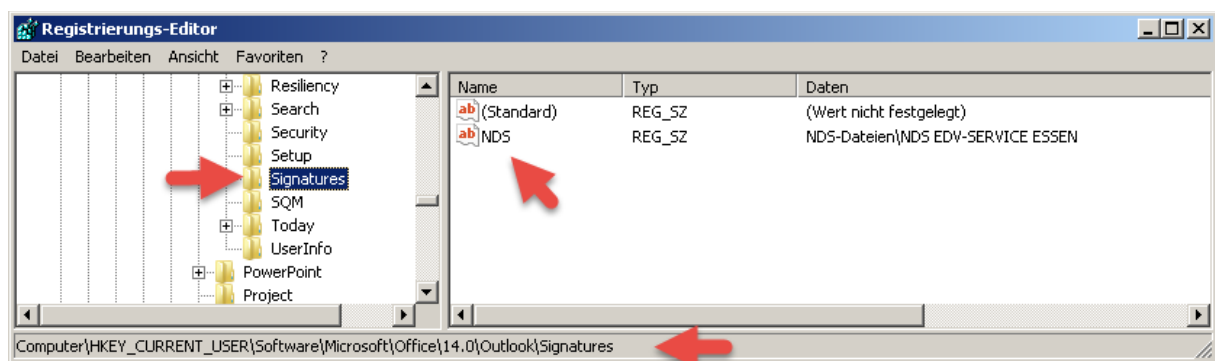 Registrierungs-Editor
Datei Bearbeiten Ansicht Favoriten ?
Resiliency
Search
Security
Setup
Signatures
SQM
Today
UserInfo
PowerPoint
Project
Name Typ Daten
(Standard) REG_SZ (Wert nicht festgelegt)
NDS REG_SZ NDS-Dateien\NDS EDV-SERVICE ESSEN
Computer\HKEY_CURRENT_USER\Software\Microsoft\Office\14.0\Outlook\Signatures